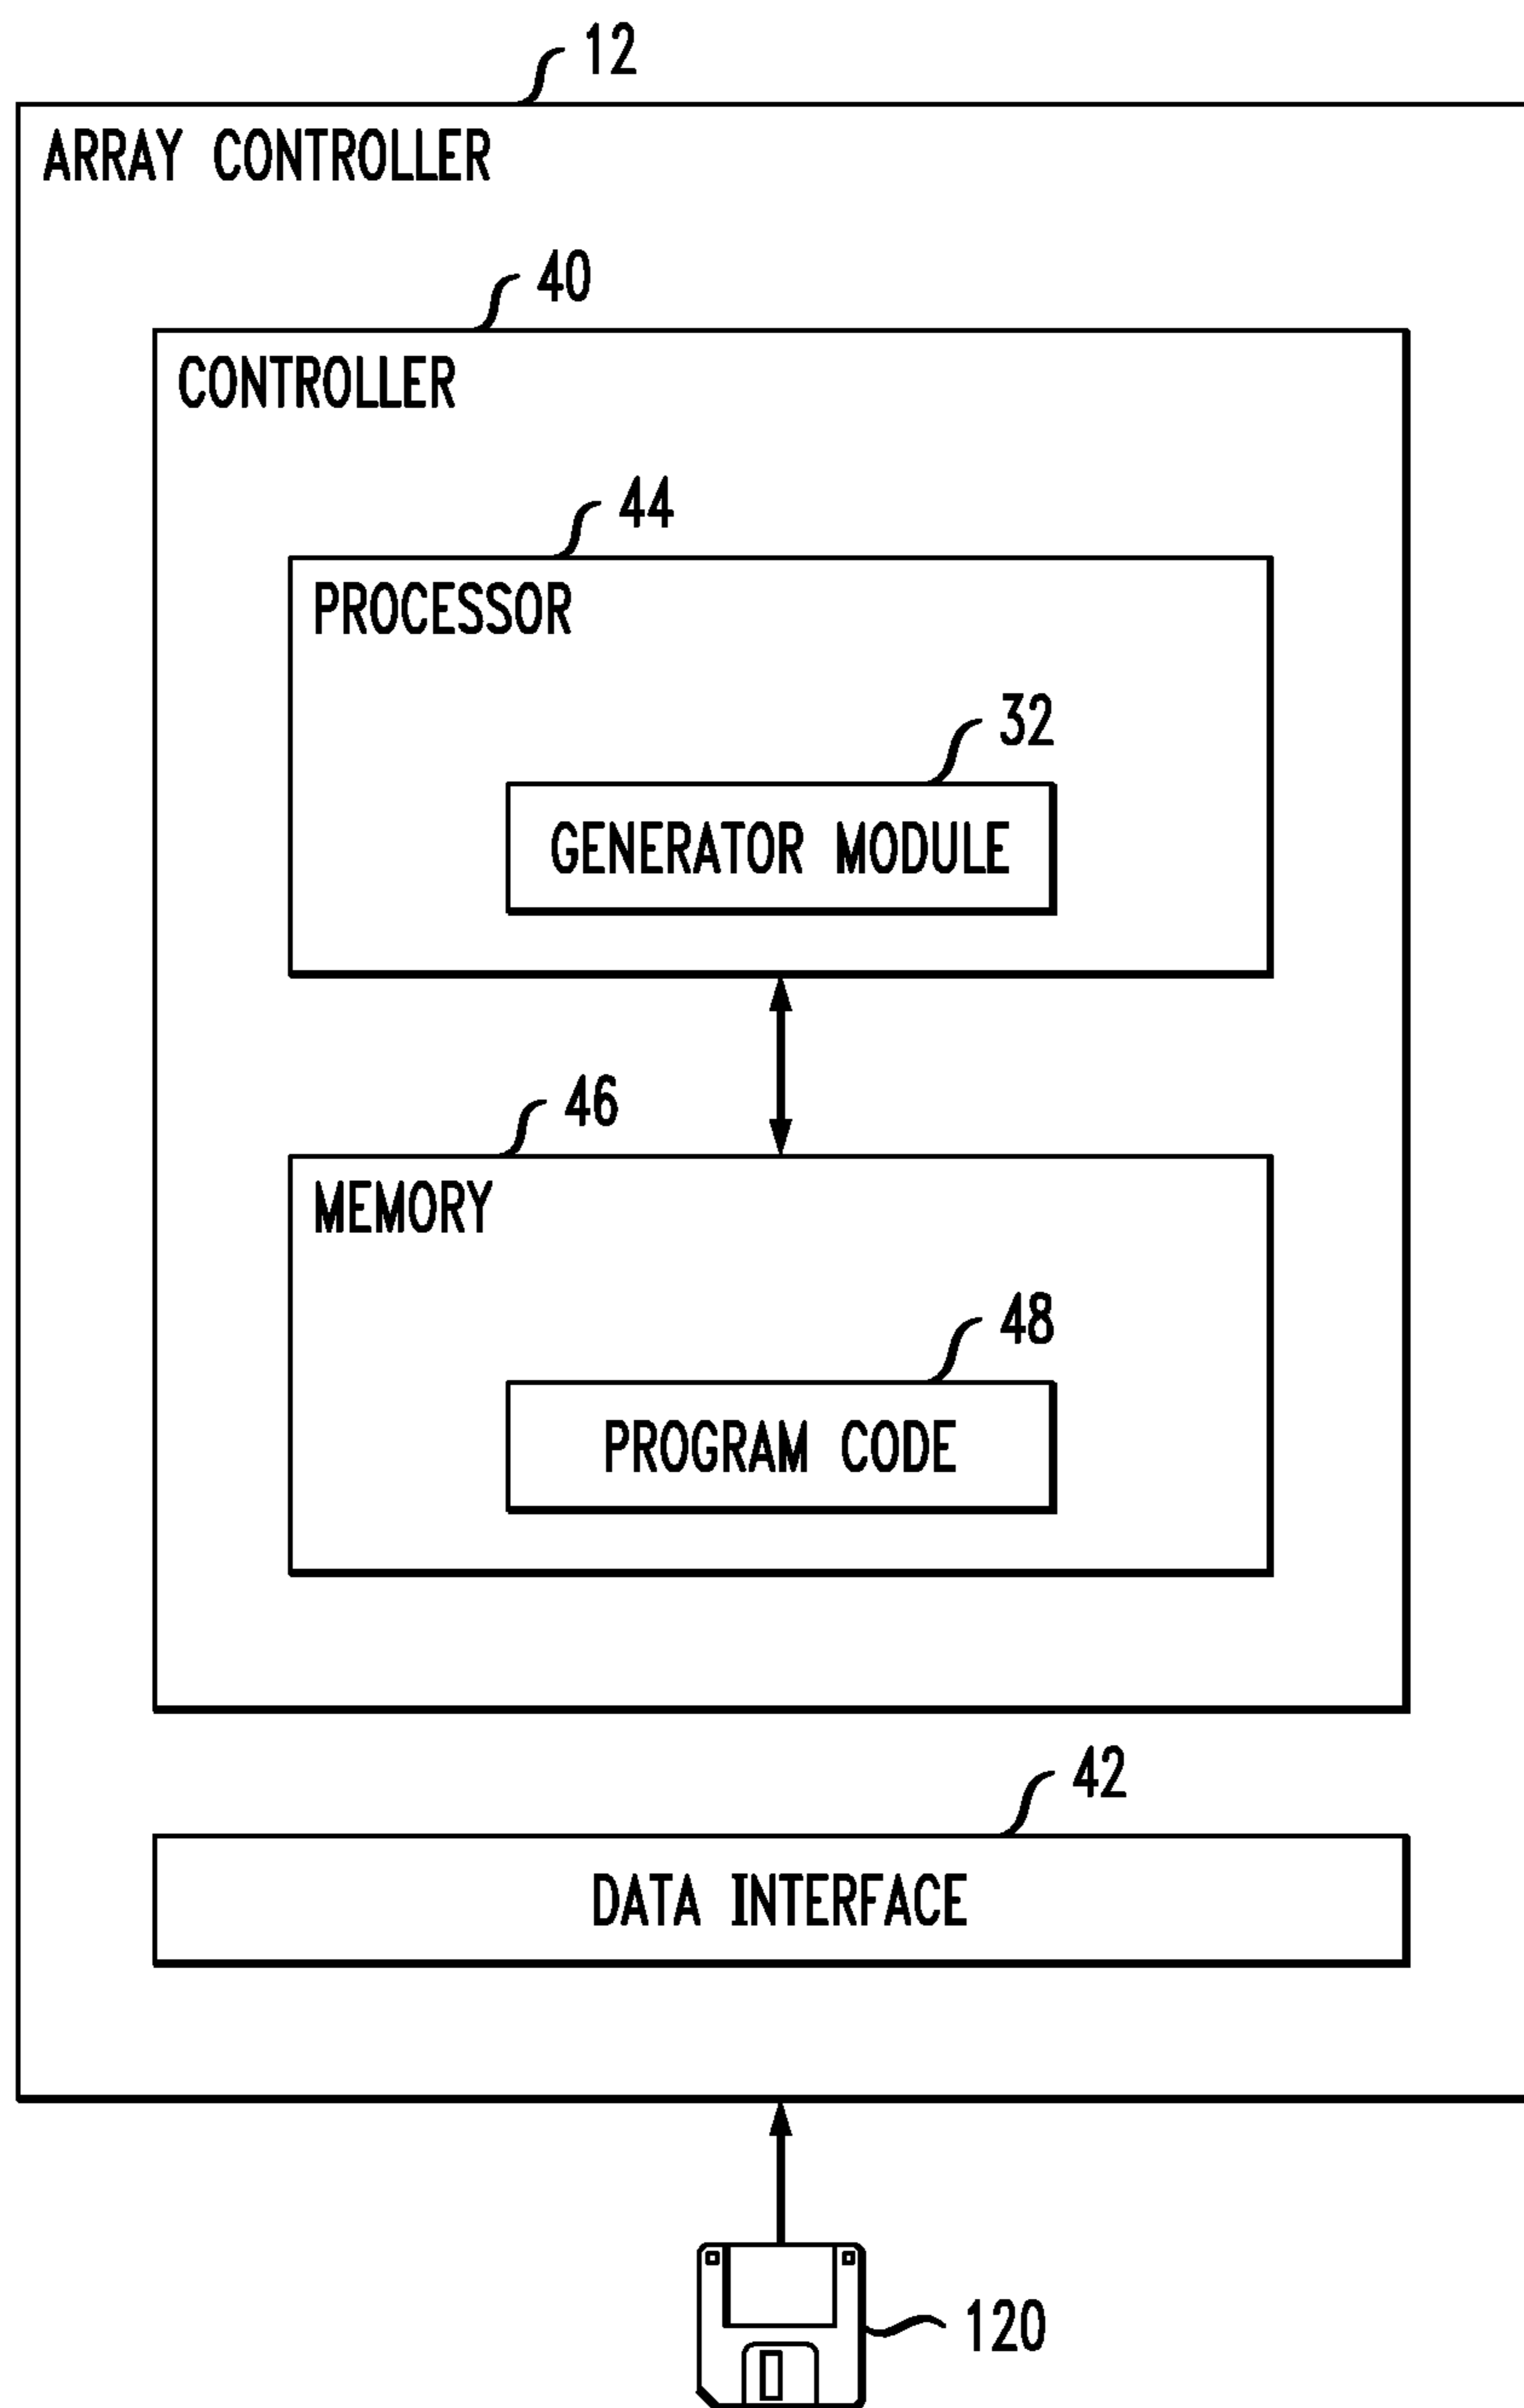 12
ARRAY CONTROLLER
40
CONTROLLER
44
PROCESSOR
32
GENERATOR MODULE
46
MEMORY
48
PROGRAM CODE
42
DATA INTERFACE
120